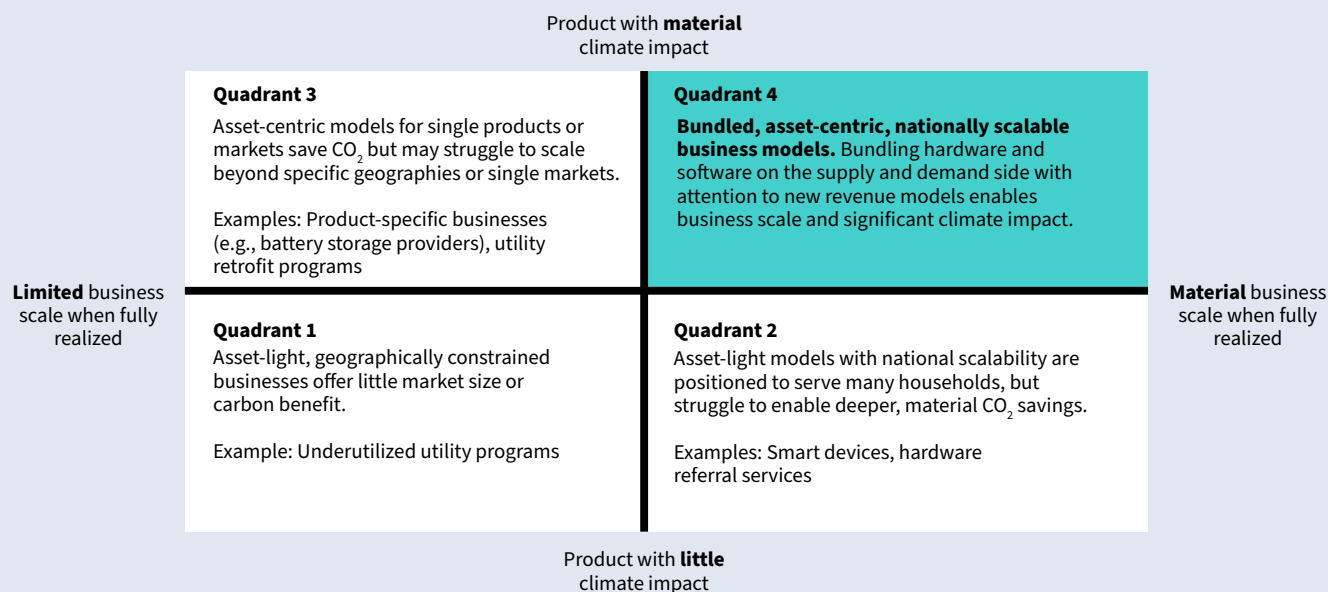 Product with material
climate impact
Quadrant 3
Asset-centric models for single products or
markets save CO2 but may struggle to scale
beyond specific geographies or single markets.
Examples: Product-specific businesses
(e.g., battery storage providers), utility
retrofit programs
Quadrant 4
Bundled, asset-centric, nationally scalable
business models. Bundling hardware and
software on the supply and demand side with
attention to new revenue models enables
business scale and significant climate impact.
Limited business
scale when fully
realized
Material business
scale when fully
realized
Quadrant 1
Asset-light, geographically constrained
businesses offer little market size or
carbon benefit.
Example: Underutilized utility programs
Quadrant 2
Asset-light models with national scalability are
positioned to serve many households, but
struggle to enable deeper, material CO2 savings.
Examples: Smart devices, hardware
referral services
Product with little
climate impact